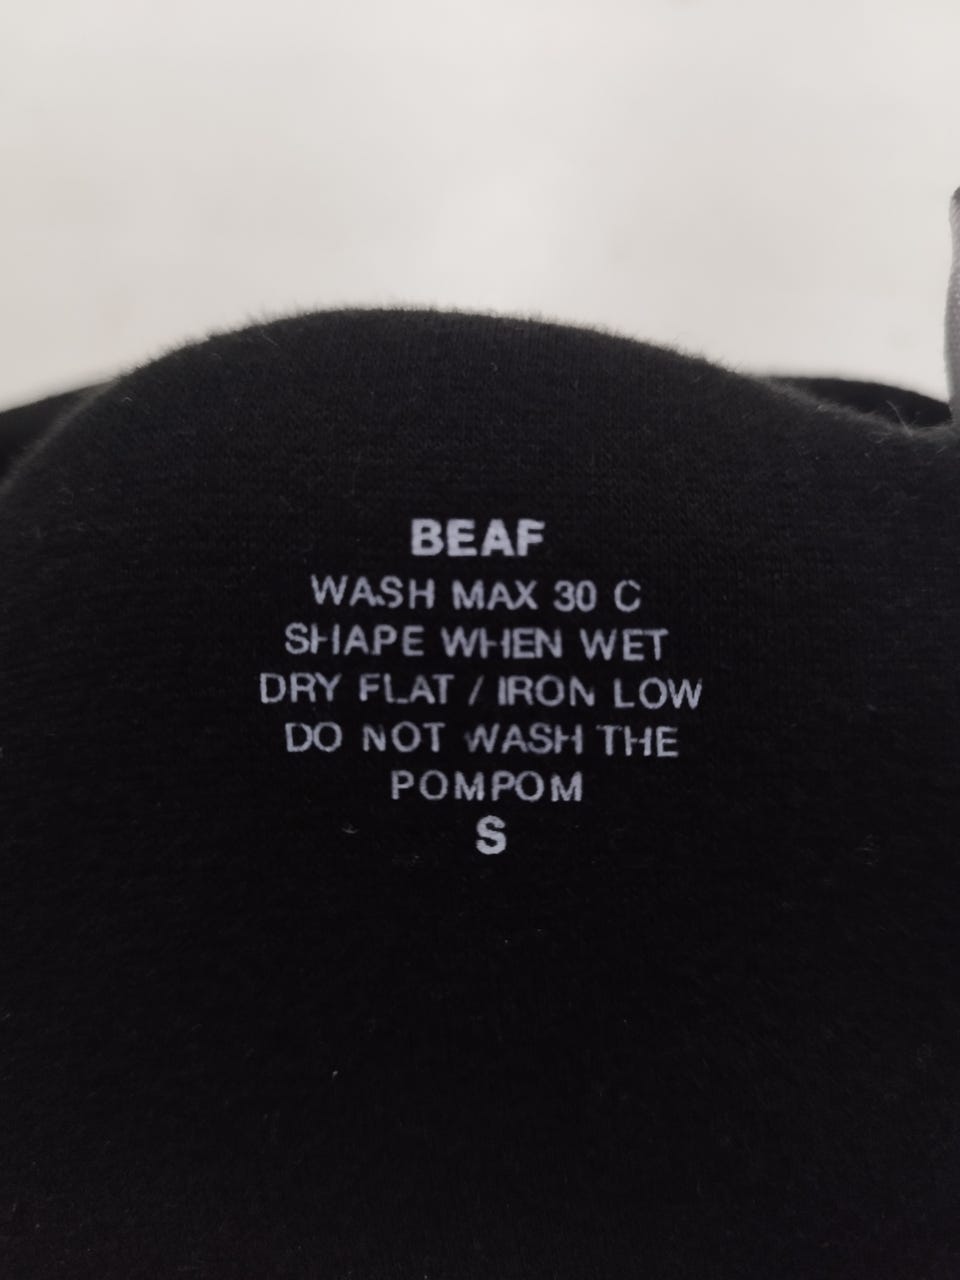 BEAF
WASH MAX 30 C
SHAPE WHEN WET
DRY FLAT / IRON LOW
DO NOT WASH THE
POMPOM
S